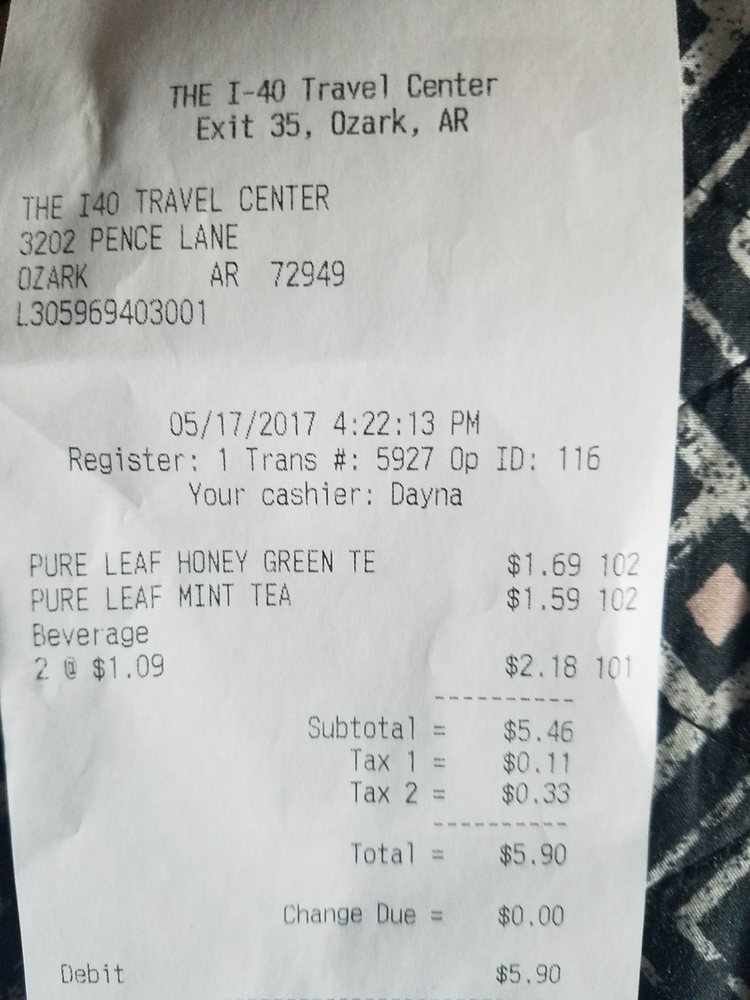 THE I-40 Travel Center
Exit 35, Ozark, AR
THE I40 TRAVEL CENTER
3202 PENCE LANE
OZARK AR 72949
L305969403001
05/17/2017 4:22:13 PM
Register: 1 Trans #: 5927 Op ID: 116
Your cashier: Dayna
PURE LEAF HONEY GREEN TE $1.69 102
PURE LEAF MINT TEA $1.59 102
Beverage
2 @ $1.09 $2.18 101
----------
Subtotal = $5.46
Tax 1 = $0.11
Tax 2 = $0.33
----------
Total = $5.90
Change Due = $0.00
Debit $5.90